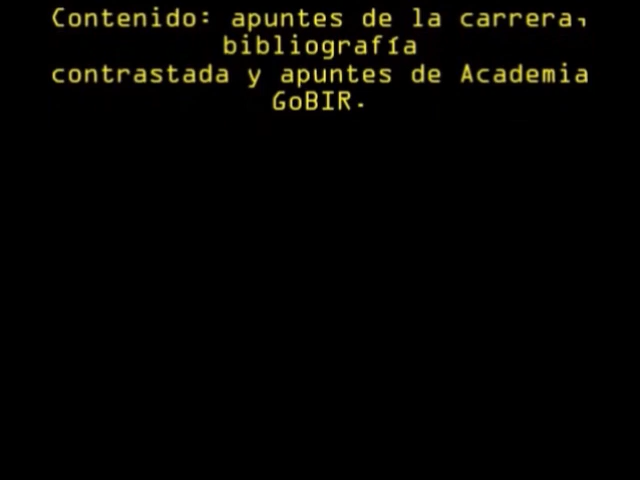 Contenido: apuntes de la carrera,
bibliografía
contrastada y apuntes de Academia
GoBIR.